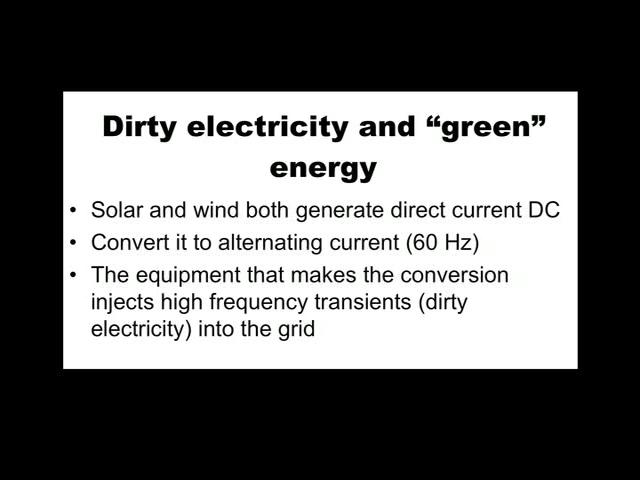 Dirty electricity and “green”
energy
• Solar and wind both generate direct current DC
• Convert it to alternating current (60 Hz)
• The equipment that makes the conversion
injects high frequency transients (dirty
electricity) into the grid